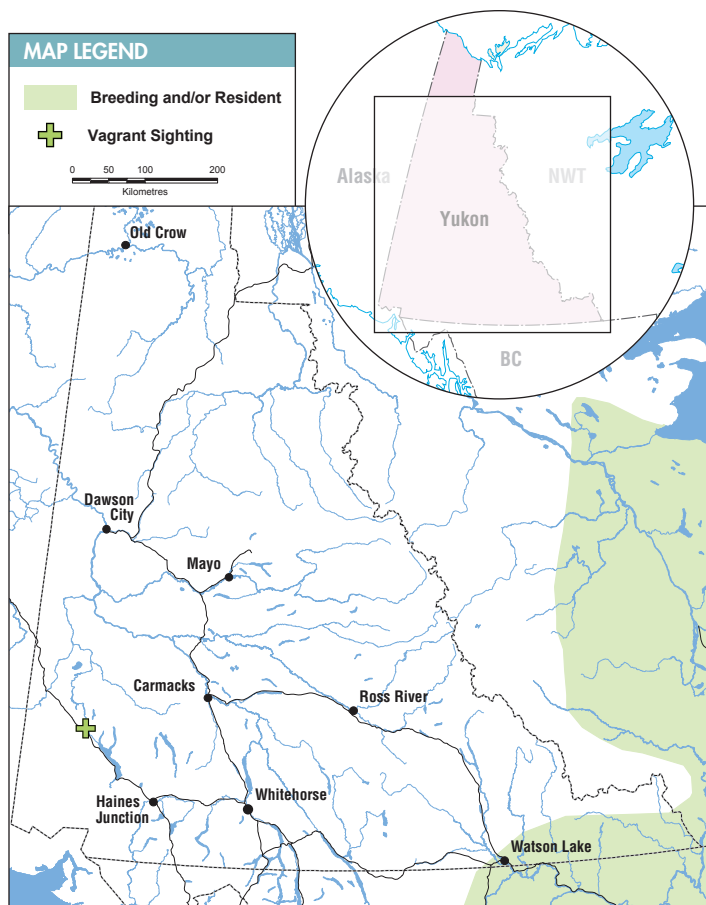 MAP LEGEND
Breeding and/or Resident
Vagrant Sighting
0 50 100 200
Kilometres
Alaska
NWT
Yukon
BC
Old Crow
Dawson
City
Mayo
Carmacks
Ross River
Haines
Junction
Whitehorse
Watson Lake